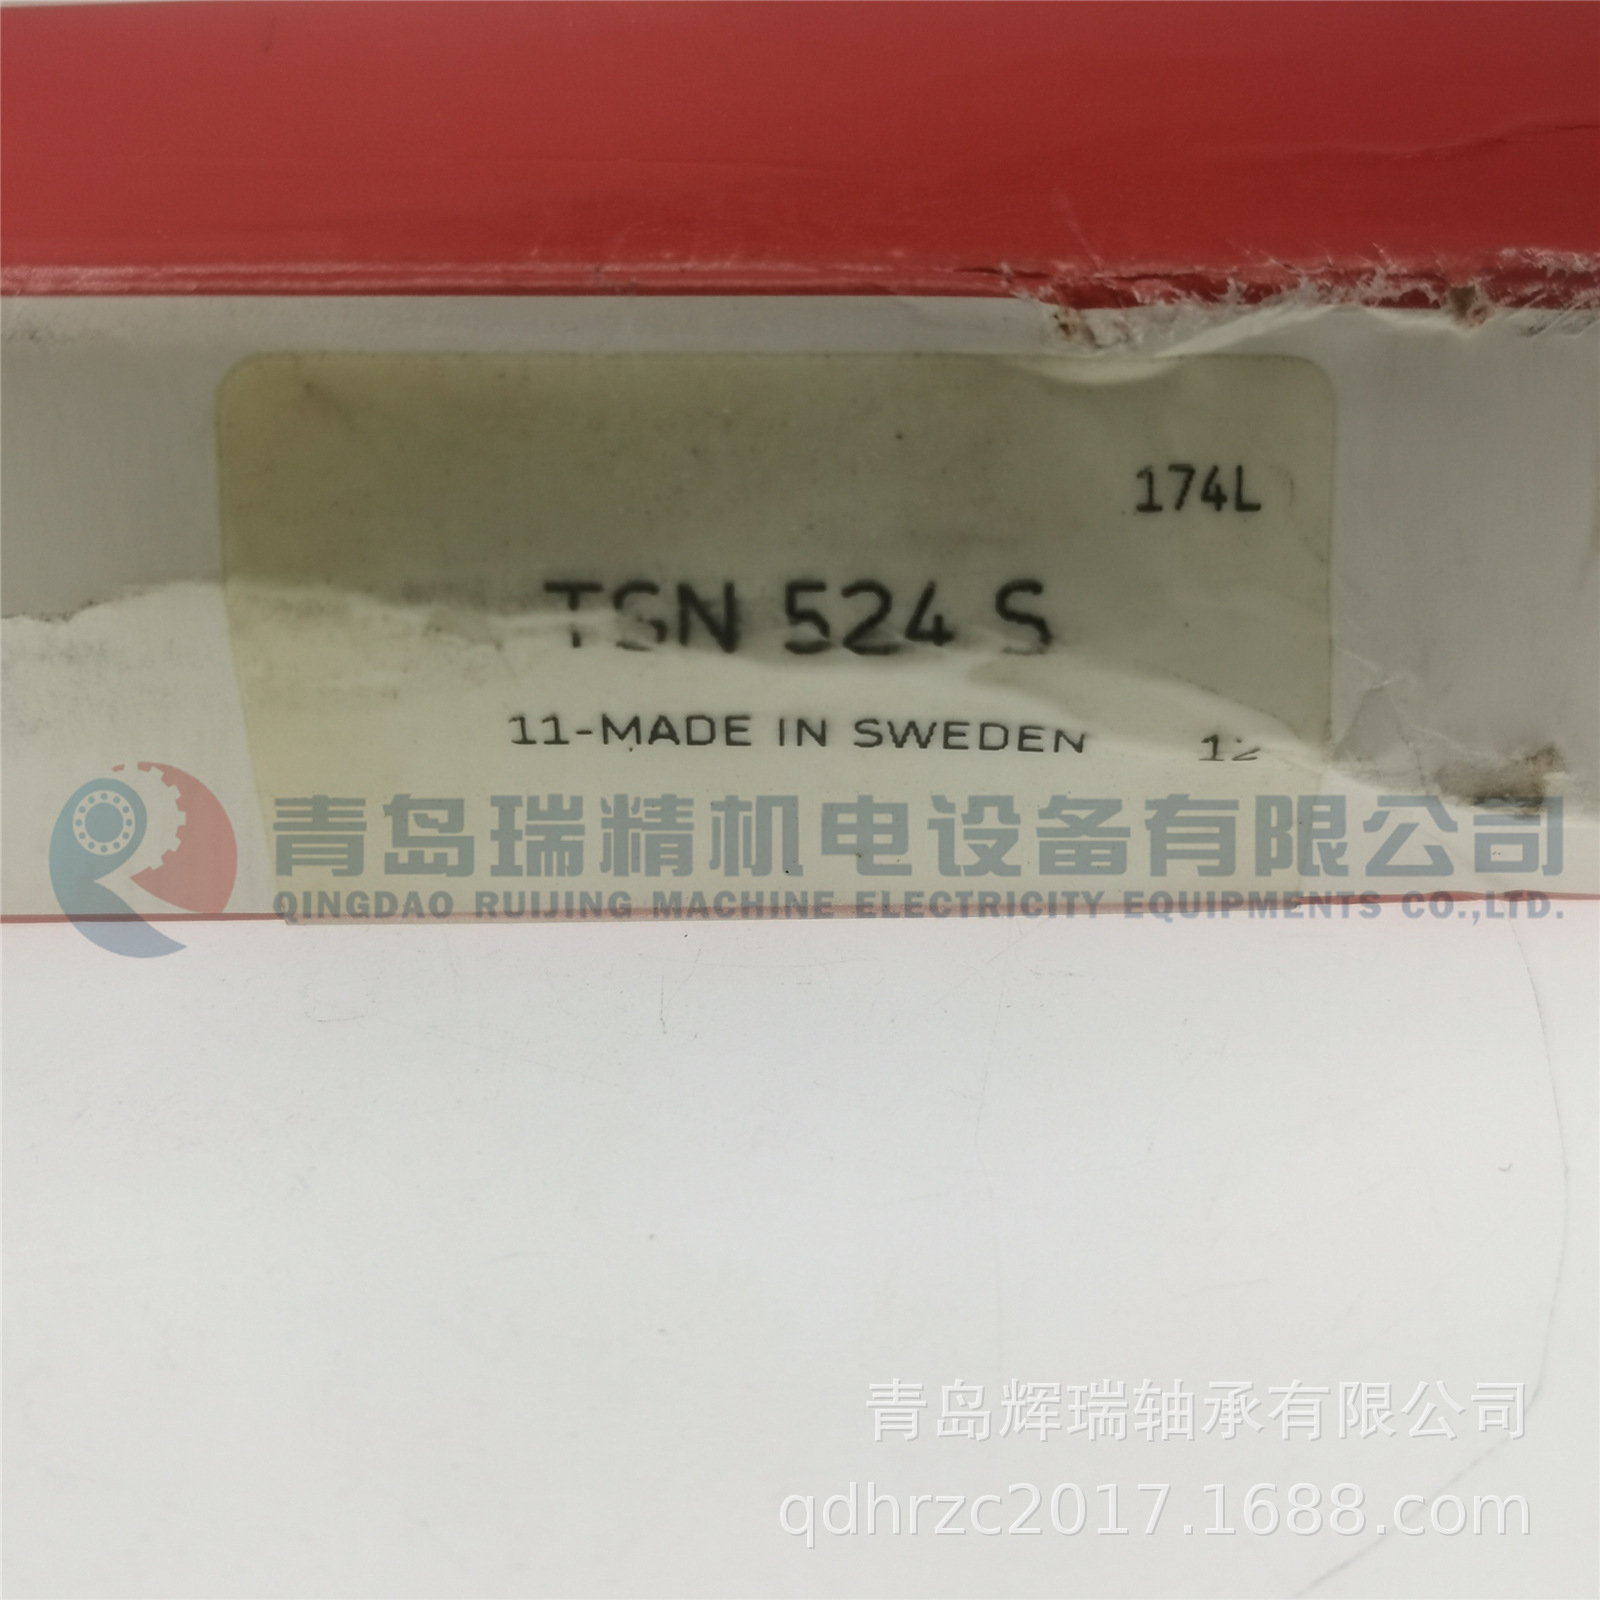 174L
TSN 524 S
11-MADE IN SWEDEN 12
青岛瑞精机电设备有限公司
QINGDAO RUIJING MACHINE ELECTRICITY EQUIPMENTS CO.,LTD.
青岛辉瑞轴承有限公司
qdhrzc2017.1688.com